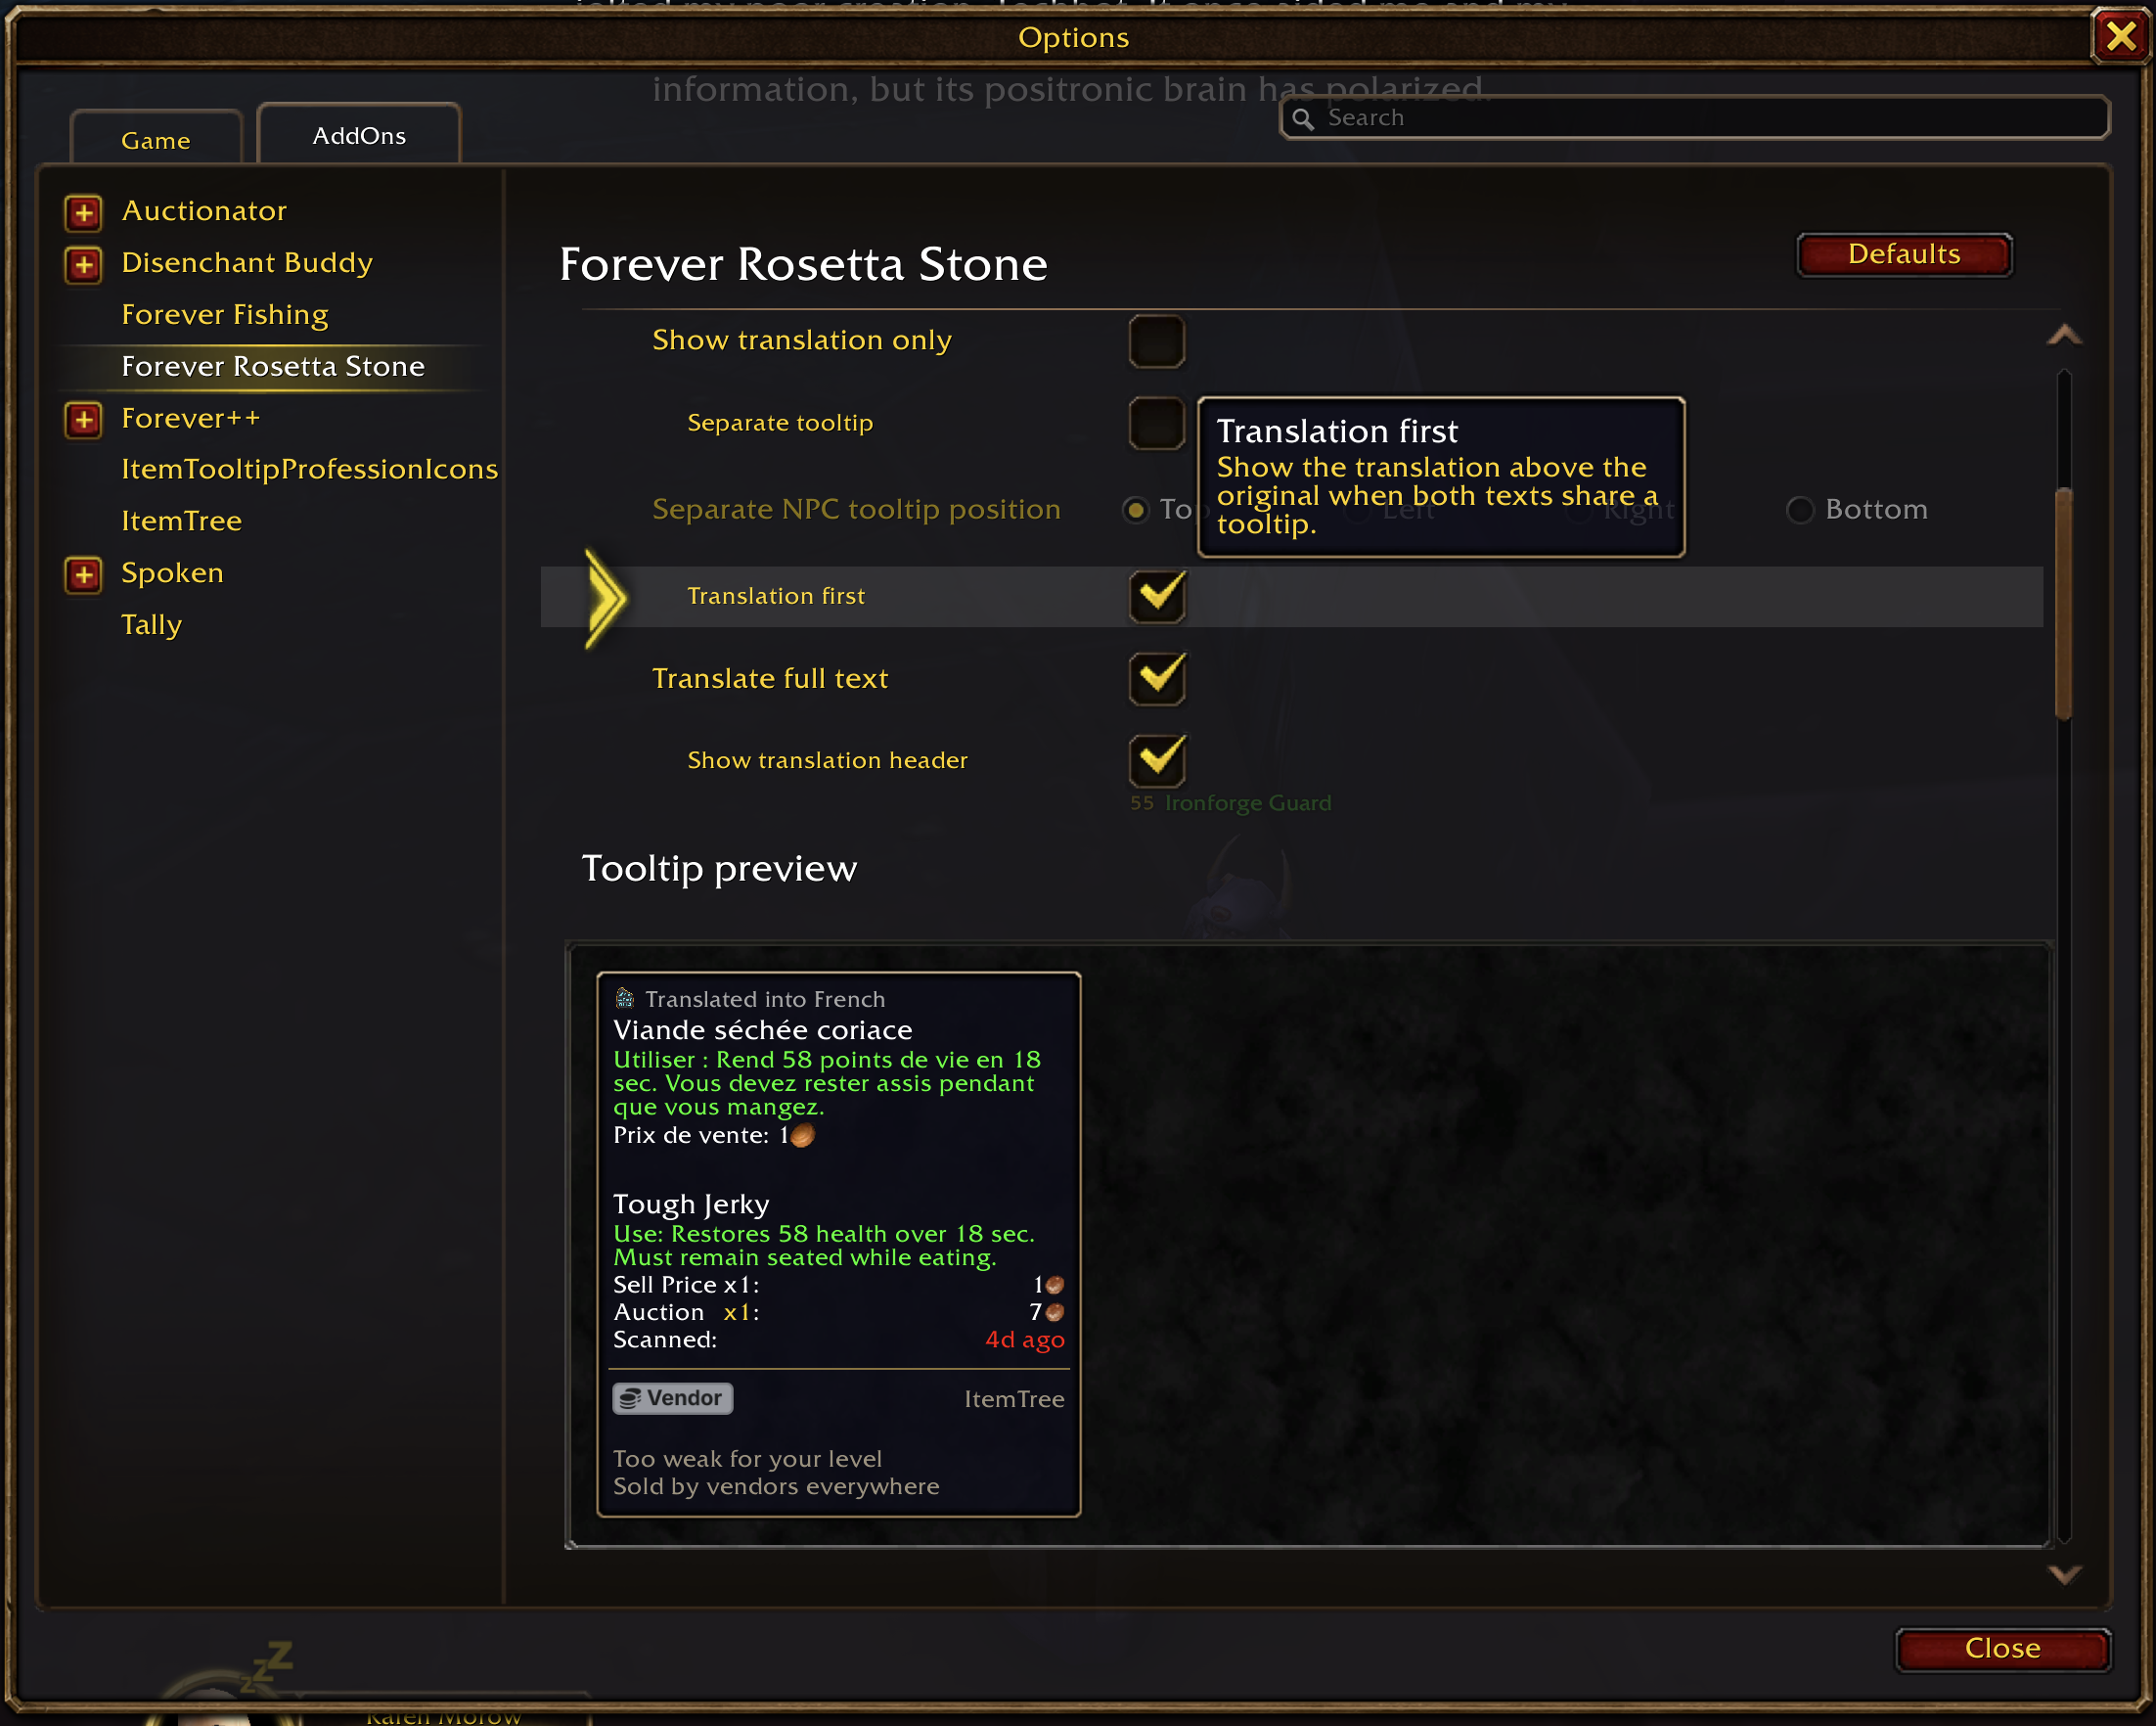 Options
information, but its positronic brain has polarized.
Search
Game
AddOns
Auctionator
Disenchant Buddy
Forever Fishing
Forever Rosetta Stone
Forever++
ItemTooltipProfessionIcons
ItemTree
Spoken
Tally
Forever Rosetta Stone
Defaults
Show translation only
Separate tooltip
Translation first
Show the translation above the
original when both texts share a
tooltip.
Separate NPC tooltip position
Left
Right
Bottom
Translation first
Translate full text
Show translation header
55 Ironforge Guard
Tooltip preview
Translated into French
Viande séchée coriace
Utiliser : Rend 58 points de vie en 18
sec. Vous devez rester assis pendant
que vous mangez.
Prix de vente: 1
Tough Jerky
Use: Restores 58 health over 18 sec.
Must remain seated while eating.
Sell Price x1: 1
Auction x1: 7
Scanned: 4d ago
Vendor
ItemTree
Too weak for your level
Sold by vendors everywhere
Close
zZZ
Karen Morow